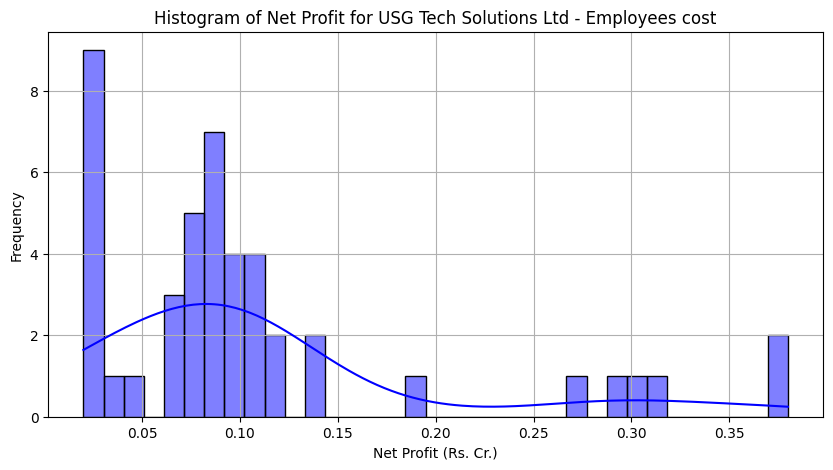 Histogram of Net Profit for USG Tech Solutions Ltd - Employees cost
Frequency
8
6
4
2
0
0.05 0.10 0.15 0.20 0.25 0.30 0.35
Net Profit (Rs. Cr.)